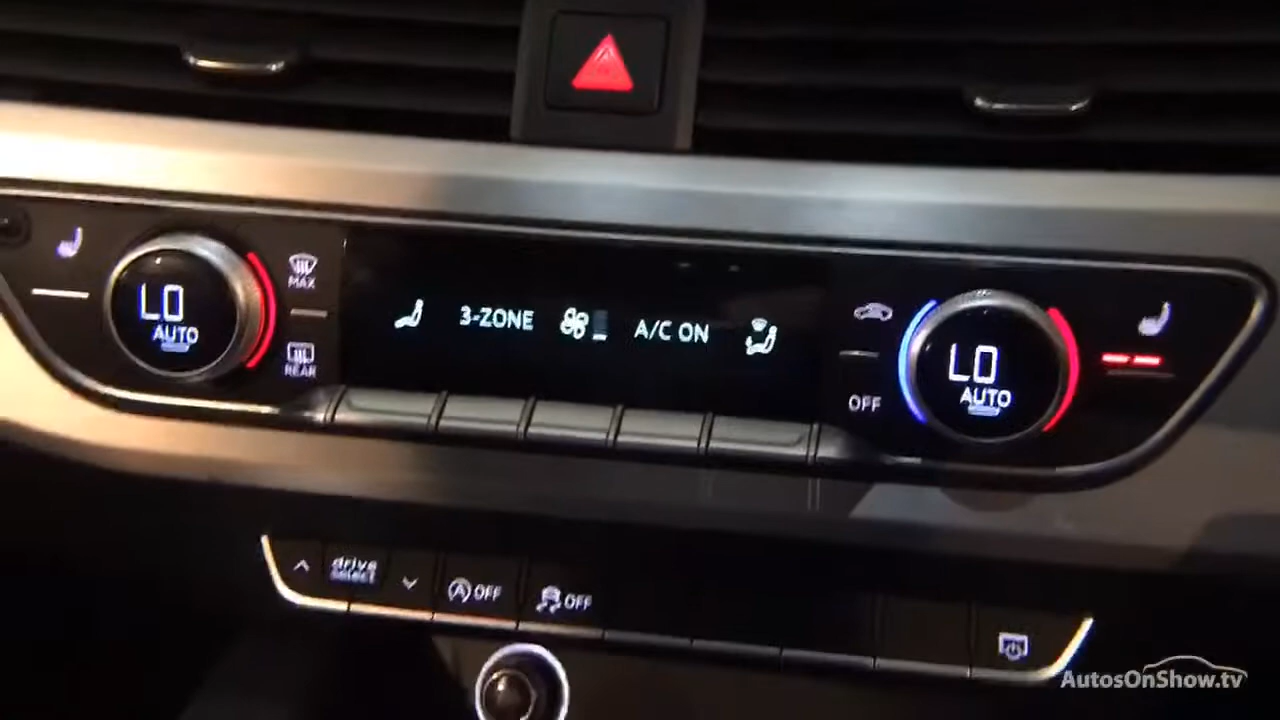 MAX
LO
AUTO
REAR
3-ZONE
A/C ON
OFF
LO
AUTO
drive
select
A OFF
OFF
AutosOnShow.tv